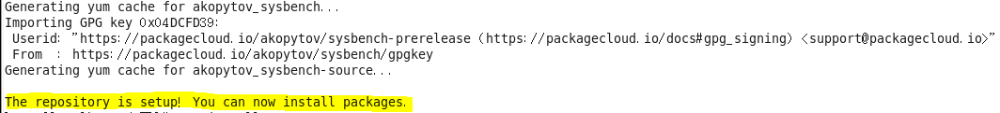 Generating yum cache for akopytov_sysbench...
Importing GPG key 0x04DCFD39:
 Userid: "https://packagecloud.io/akopytov/sysbench-prerelease (https://packagecloud.io/docs#gpg_signing) <support@packagecloud.io>"
 From  : https://packagecloud.io/akopytov/sysbench/gpgkey
Generating yum cache for akopytov_sysbench-source...

The repository is setup! You can now install packages.